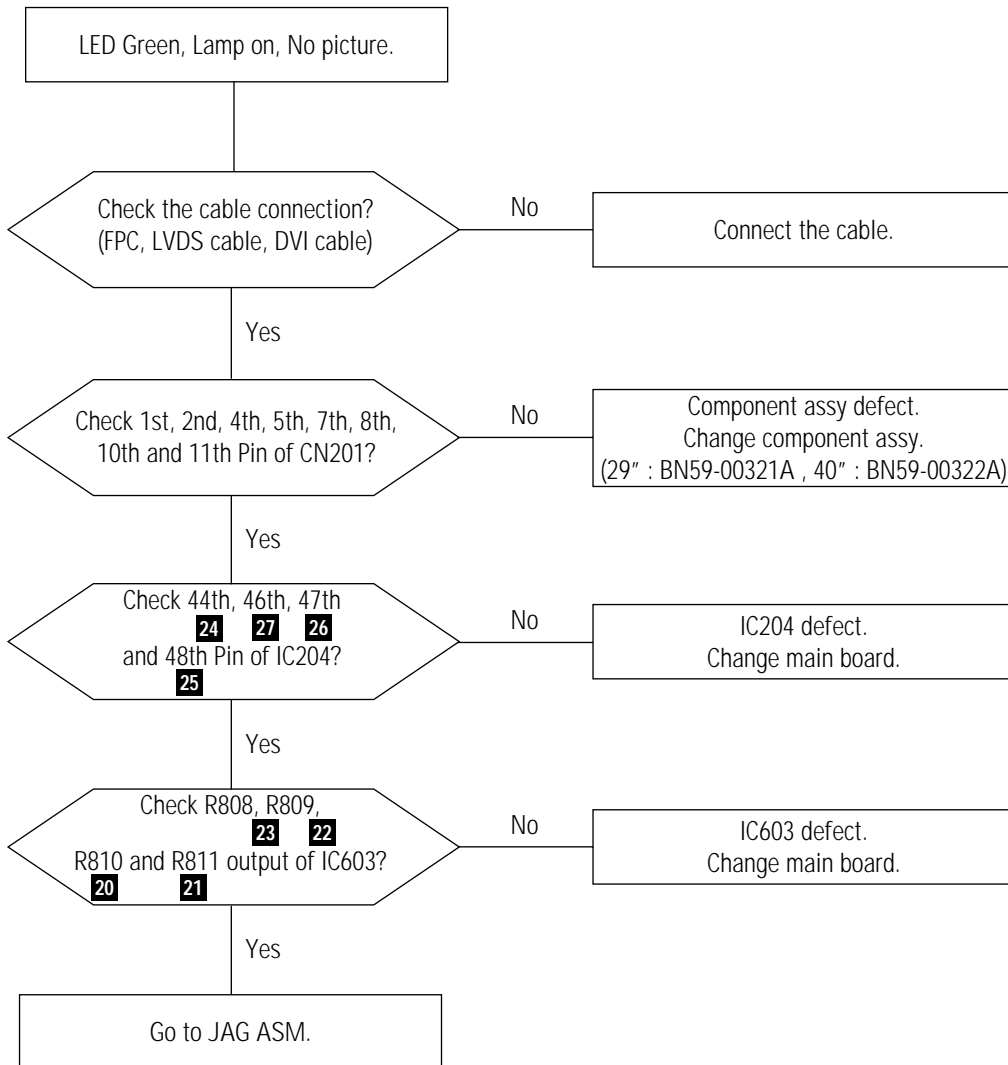 LED Green, Lamp on, No picture.
Check the cable connection?
(FPC, LVDS cable, DVI cable)
No
Connect the cable.
Yes
Check 1st, 2nd, 4th, 5th, 7th, 8th,
10th and 11th Pin of CN201?
No
Component assy defect.
Change component assy.
(29" : BN59-00321A , 40" : BN59-00322A)
Yes
Check 44th, 46th, 47th
24 27 26
and 48th Pin of IC204?
25
No
IC204 defect.
Change main board.
Yes
Check R808, R809,
23 22
R810 and R811 output of IC603?
20 21
No
IC603 defect.
Change main board.
Yes
Go to JAG ASM.